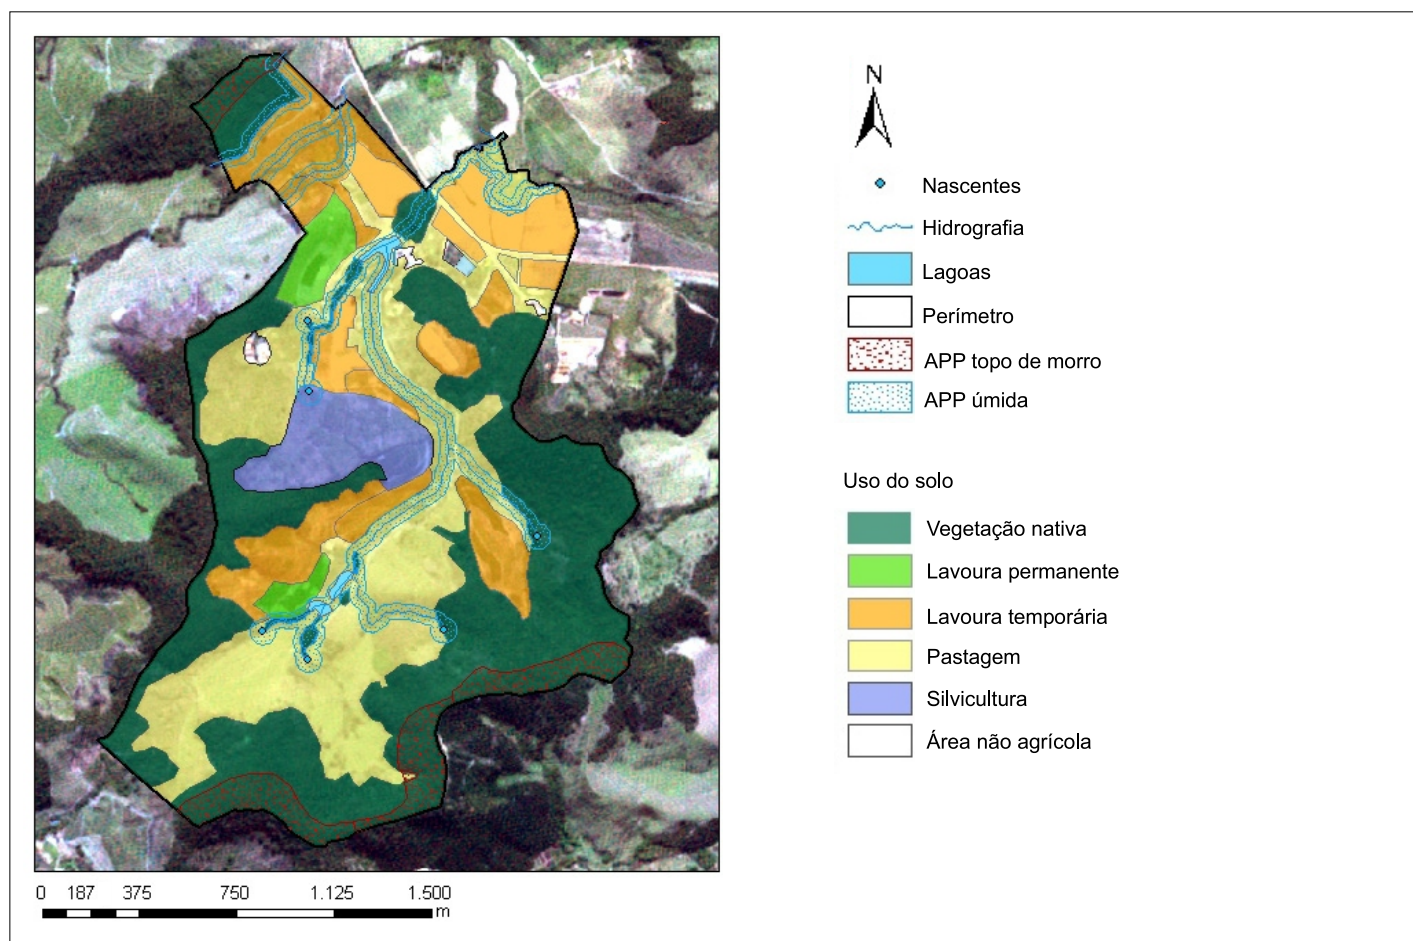 N
Nascentes
Hidrografia
Lagoas
Perímetro
APP topo de morro
APP úmida
Uso do solo
Vegetação nativa
Lavoura permanente
Lavoura temporária
Pastagem
Silvicultura
Área não agrícola
0 187 375 750 1.125 1.500
m